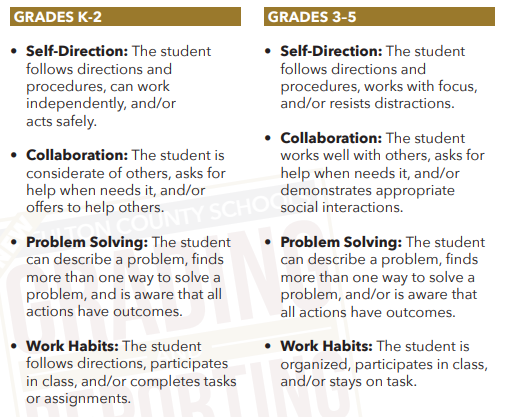 GRADES K-2
• Self-Direction: The student
follows directions and
procedures, can work
independently, and/or
acts safely.
• Collaboration: The student is
considerate of others, asks for
help when needs it, and/or
offers to help others.
• Problem Solving: The student
can describe a problem, finds
more than one way to solve a
problem, and is aware that all
actions have outcomes.
• Work Habits: The student
follows directions, participates
in class, and/or completes tasks
or assignments.
GRADES 3–5
• Self-Direction: The student
follows directions and
procedures, works with focus,
and/or resists distractions.
• Collaboration: The student
works well with others, asks for
help when needs it, and/or
demonstrates appropriate
social interactions.
• Problem Solving: The student
can describe a problem, finds
more than one way to solve a
problem, and/or is aware that
all actions have outcomes.
• Work Habits: The student is
organized, participates in class,
and/or stays on task.
COUNTY SCHOOL
GRADING
REPORTING